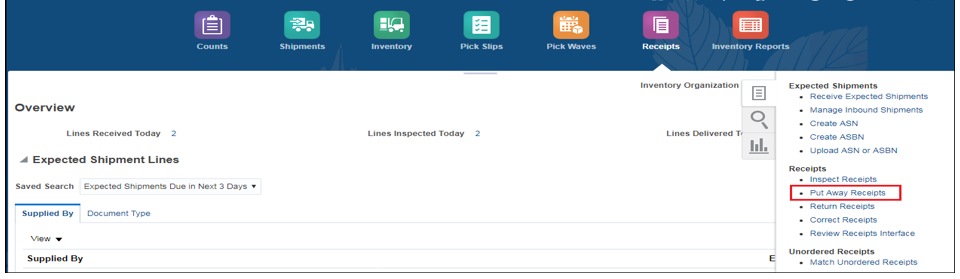 Counts
Shipments
Inventory
Pick Slips
Pick Waves
Receipts
Inventory Reports
Inventory Organization
Overview
Lines Received Today 2
Lines Inspected Today 2
Lines Delivered T
Expected Shipment Lines
Saved Search Expected Shipments Due in Next 3 Days
Supplied By
Document Type
View
Supplied By
E
Expected Shipments
Receive Expected Shipments
Manage Inbound Shipments
Create ASN
Create ASBN
Upload ASN or ASBN
Receipts
Inspect Receipts
Put Away Receipts
Return Receipts
Correct Receipts
Review Receipts Interface
Unordered Receipts
Match Unordered Receipts